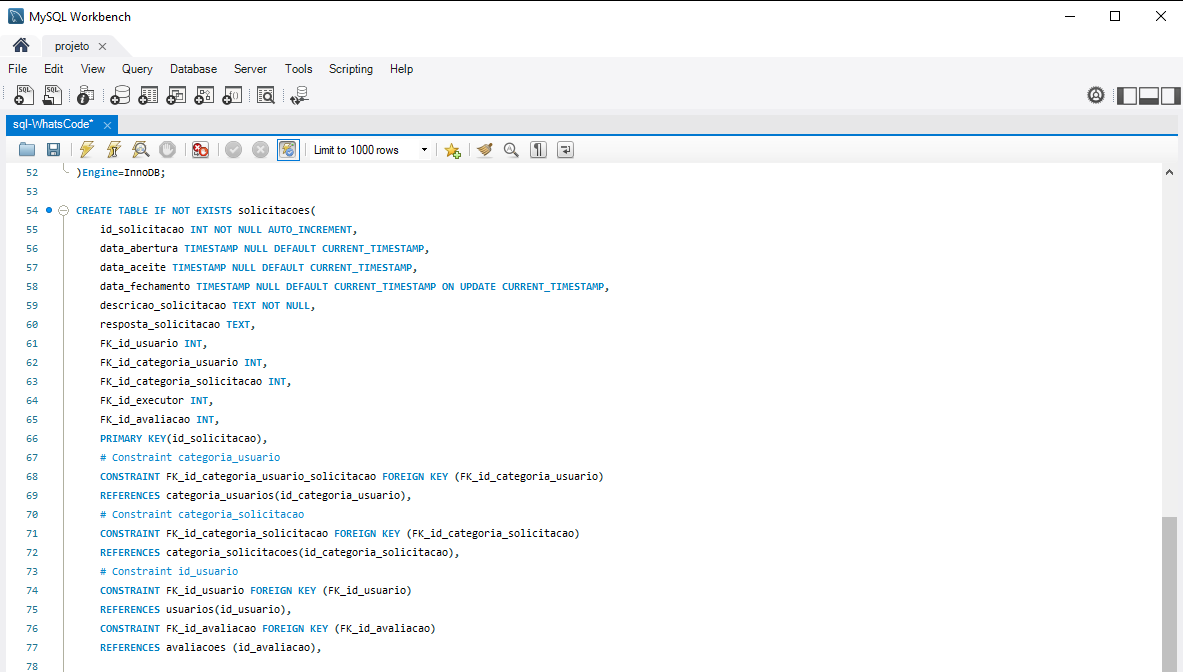 MySQL Workbench
projeto
File Edit View Query Database Server Tools Scripting Help
sql-WhatsCode*
Limit to 1000 rows
52 )Engine=InnoDB;
53
54 CREATE TABLE IF NOT EXISTS solicitacoes(
55 id_solicitacao INT NOT NULL AUTO_INCREMENT,
56 data_abertura TIMESTAMP NULL DEFAULT CURRENT_TIMESTAMP,
57 data_aceite TIMESTAMP NULL DEFAULT CURRENT_TIMESTAMP,
58 data_fechamento TIMESTAMP NULL DEFAULT CURRENT_TIMESTAMP ON UPDATE CURRENT_TIMESTAMP,
59 descricao_solicitacao TEXT NOT NULL,
60 resposta_solicitacao TEXT,
61 FK_id_usuario INT,
62 FK_id_categoria_usuario INT,
63 FK_id_categoria_solicitacao INT,
64 FK_id_executor INT,
65 FK_id_avaliacao INT,
66 PRIMARY KEY(id_solicitacao),
67 # Constraint categoria_usuario
68 CONSTRAINT FK_id_categoria_usuario_solicitacao FOREIGN KEY (FK_id_categoria_usuario)
69 REFERENCES categoria_usuarios(id_categoria_usuario),
70 # Constraint categoria_solicitacao
71 CONSTRAINT FK_id_categoria_solicitacao FOREIGN KEY (FK_id_categoria_solicitacao)
72 REFERENCES categoria_solicitacoes(id_categoria_solicitacao),
73 # Constraint id_usuario
74 CONSTRAINT FK_id_usuario FOREIGN KEY (FK_id_usuario)
75 REFERENCES usuarios(id_usuario),
76 CONSTRAINT FK_id_avaliacao FOREIGN KEY (FK_id_avaliacao)
77 REFERENCES avaliacoes (id_avaliacao),
78